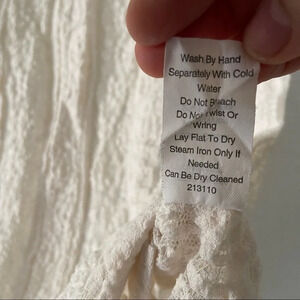 Wash By Hand
Separately With Cold
Water
Do Not Bleach
Do Not Twist Or
Wring
Lay Flat To Dry
Steam Iron Only If
Needed
Can Be Dry Cleaned
213110